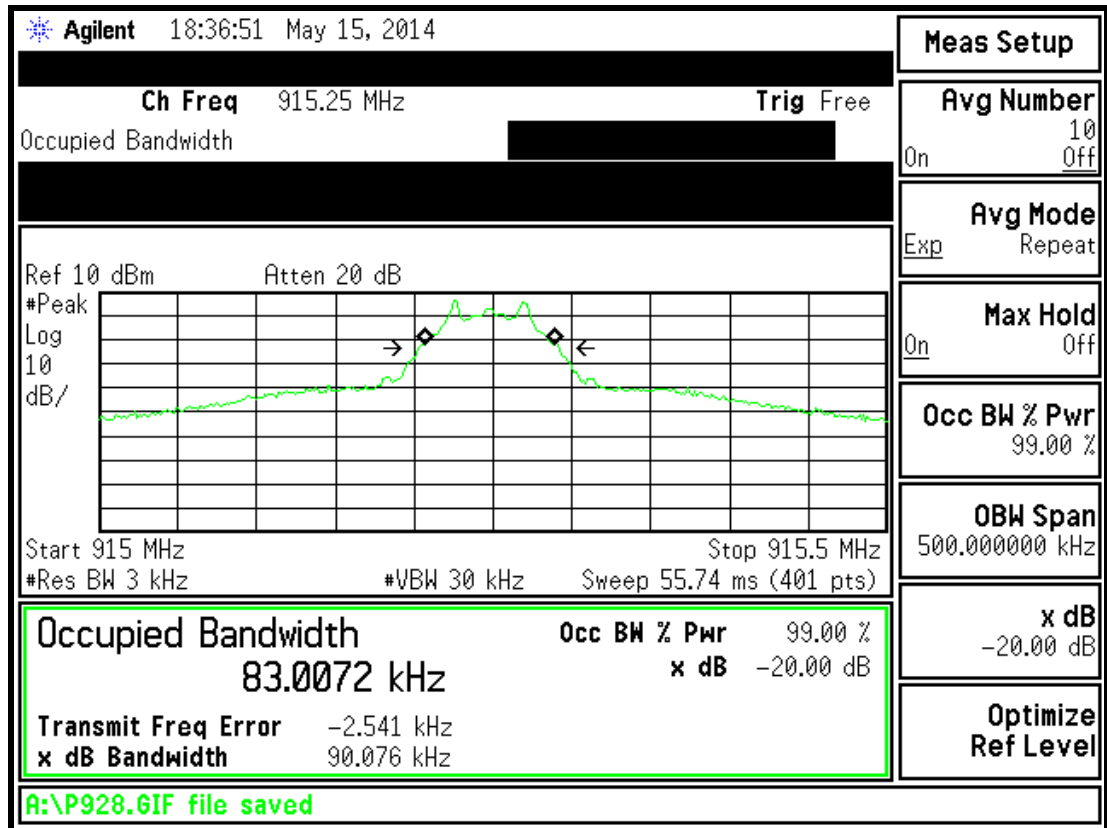 Agilent 18:36:51 May 15, 2014
Meas Setup
Ch Freq 915.25 MHz Trig Free
Occupied Bandwidth
Avg Number
10
On Off
Avg Mode
Exp Repeat
Max Hold
On Off
Occ BW % Pwr
99.00 %
OBW Span
500.000000 kHz
x dB
-20.00 dB
Optimize
Ref Level
Ref 10 dBm Atten 20 dB
#Peak
Log
10
dB/
Start 915 MHz Stop 915.5 MHz
#Res BW 3 kHz #VBW 30 kHz Sweep 55.74 ms (401 pts)
Occupied Bandwidth
83.0072 kHz
Occ BW % Pwr 99.00 %
x dB -20.00 dB
Transmit Freq Error -2.541 kHz
x dB Bandwidth 90.076 kHz
A:\P928.GIF file saved